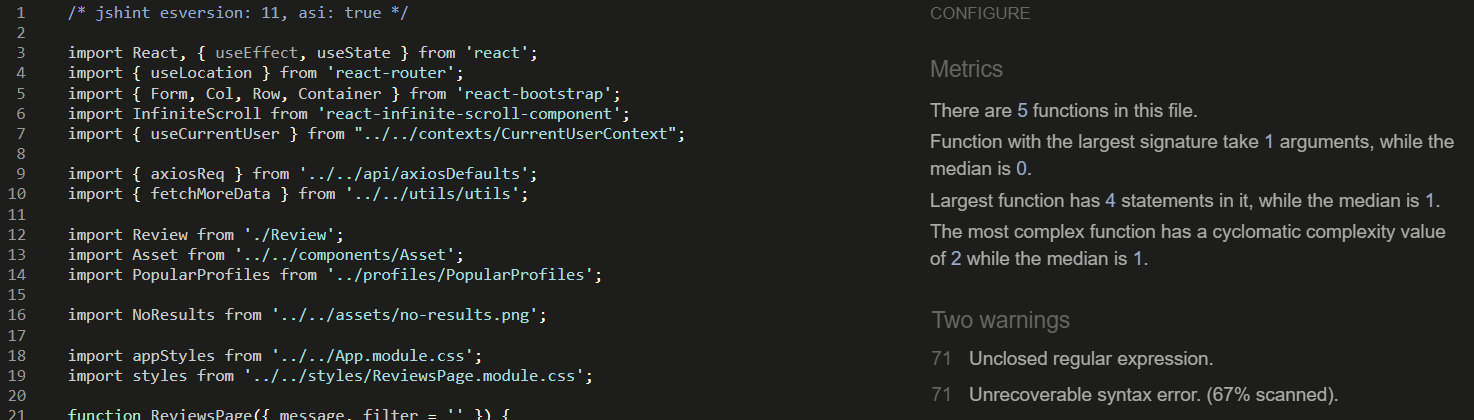 1 /* jshint esversion: 11, asi: true */
2
3 import React, { useEffect, useState } from 'react';
4 import { useLocation } from 'react-router';
5 import { Form, Col, Row, Container } from 'react-bootstrap';
6 import InfiniteScroll from 'react-infinite-scroll-component';
7 import { useCurrentUser } from "../../contexts/CurrentUserContext";
8
9 import { axiosReq } from '../../api/axiosDefaults';
10 import { fetchMoreData } from '../../utils/utils';
11
12 import Review from './Review';
13 import Asset from '../../components/Asset';
14 import PopularProfiles from '../profiles/PopularProfiles';
15
16 import NoResults from '../../assets/no-results.png';
17
18 import appStyles from '../../App.module.css';
19 import styles from '../../styles/ReviewsPage.module.css';
20
21 function ReviewsPage({ message, filter = '' }) {
CONFIGURE
Metrics
There are 5 functions in this file.
Function with the largest signature take 1 arguments, while the
median is 0.
Largest function has 4 statements in it, while the median is 1.
The most complex function has a cyclomatic complexity value
of 2 while the median is 1.
Two warnings
71 Unclosed regular expression.
71 Unrecoverable syntax error. (67% scanned).